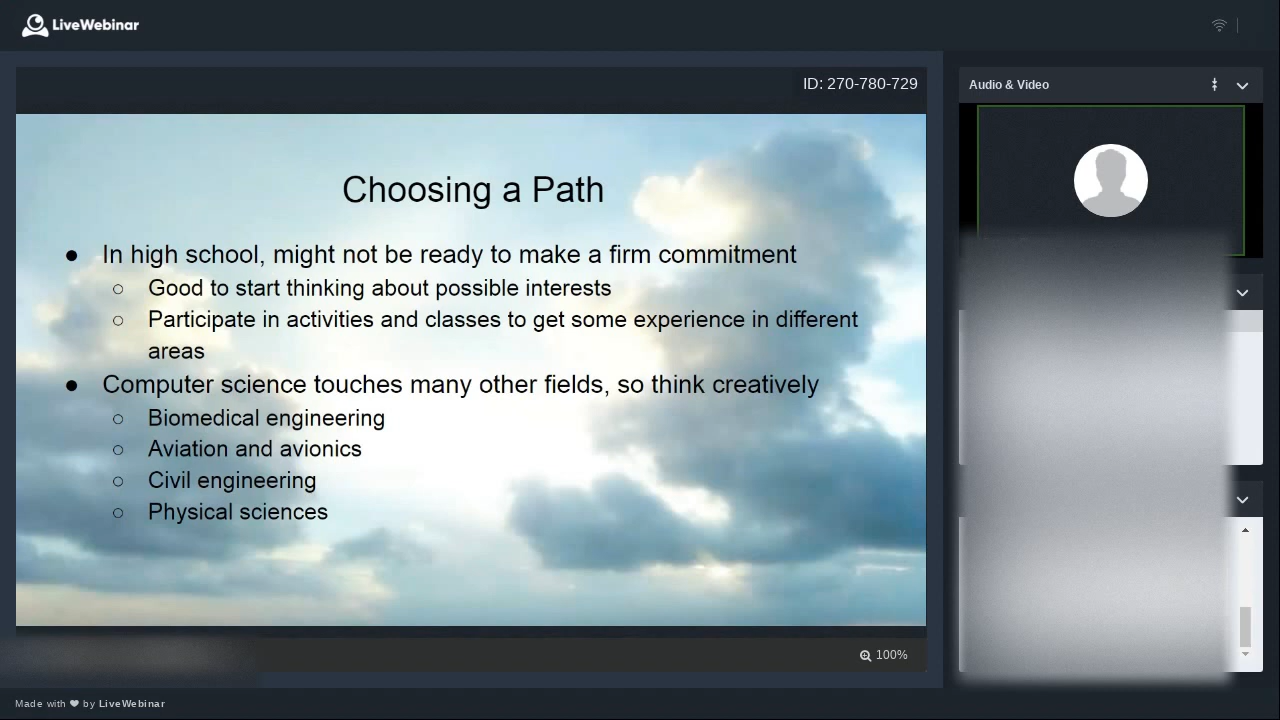 LiveWebinar
ID: 270-780-729
Audio & Video
Choosing a Path
● In high school, might not be ready to make a firm commitment
○ Good to start thinking about possible interests
○ Participate in activities and classes to get some experience in different
areas
● Computer science touches many other fields, so think creatively
○ Biomedical engineering
○ Aviation and avionics
○ Civil engineering
○ Physical sciences
100%
Made with ❤ by LiveWebinar